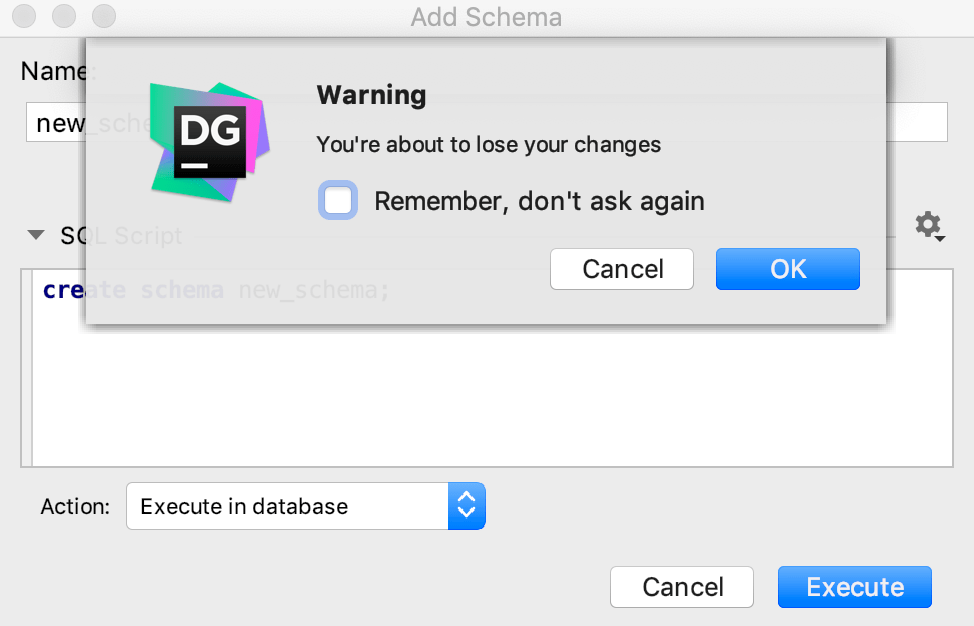 Add Schema
Name:
new_sche
DG
Warning
You're about to lose your changes
Remember, don't ask again
Cancel
OK
SQL Script
create schema new_schema;
Action:
Execute in database
Cancel
Execute